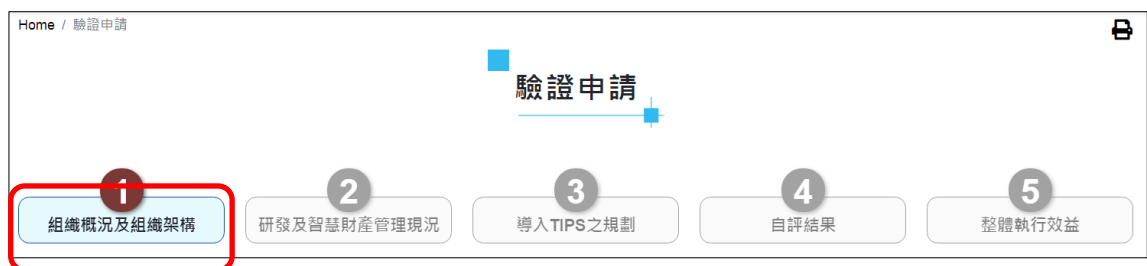 Home / 驗證申請
驗證申請
1
2
3
4
5
組織概況及組織架構
研發及智慧財產管理現況
導入TIPS之規劃
自評結果
整體執行效益